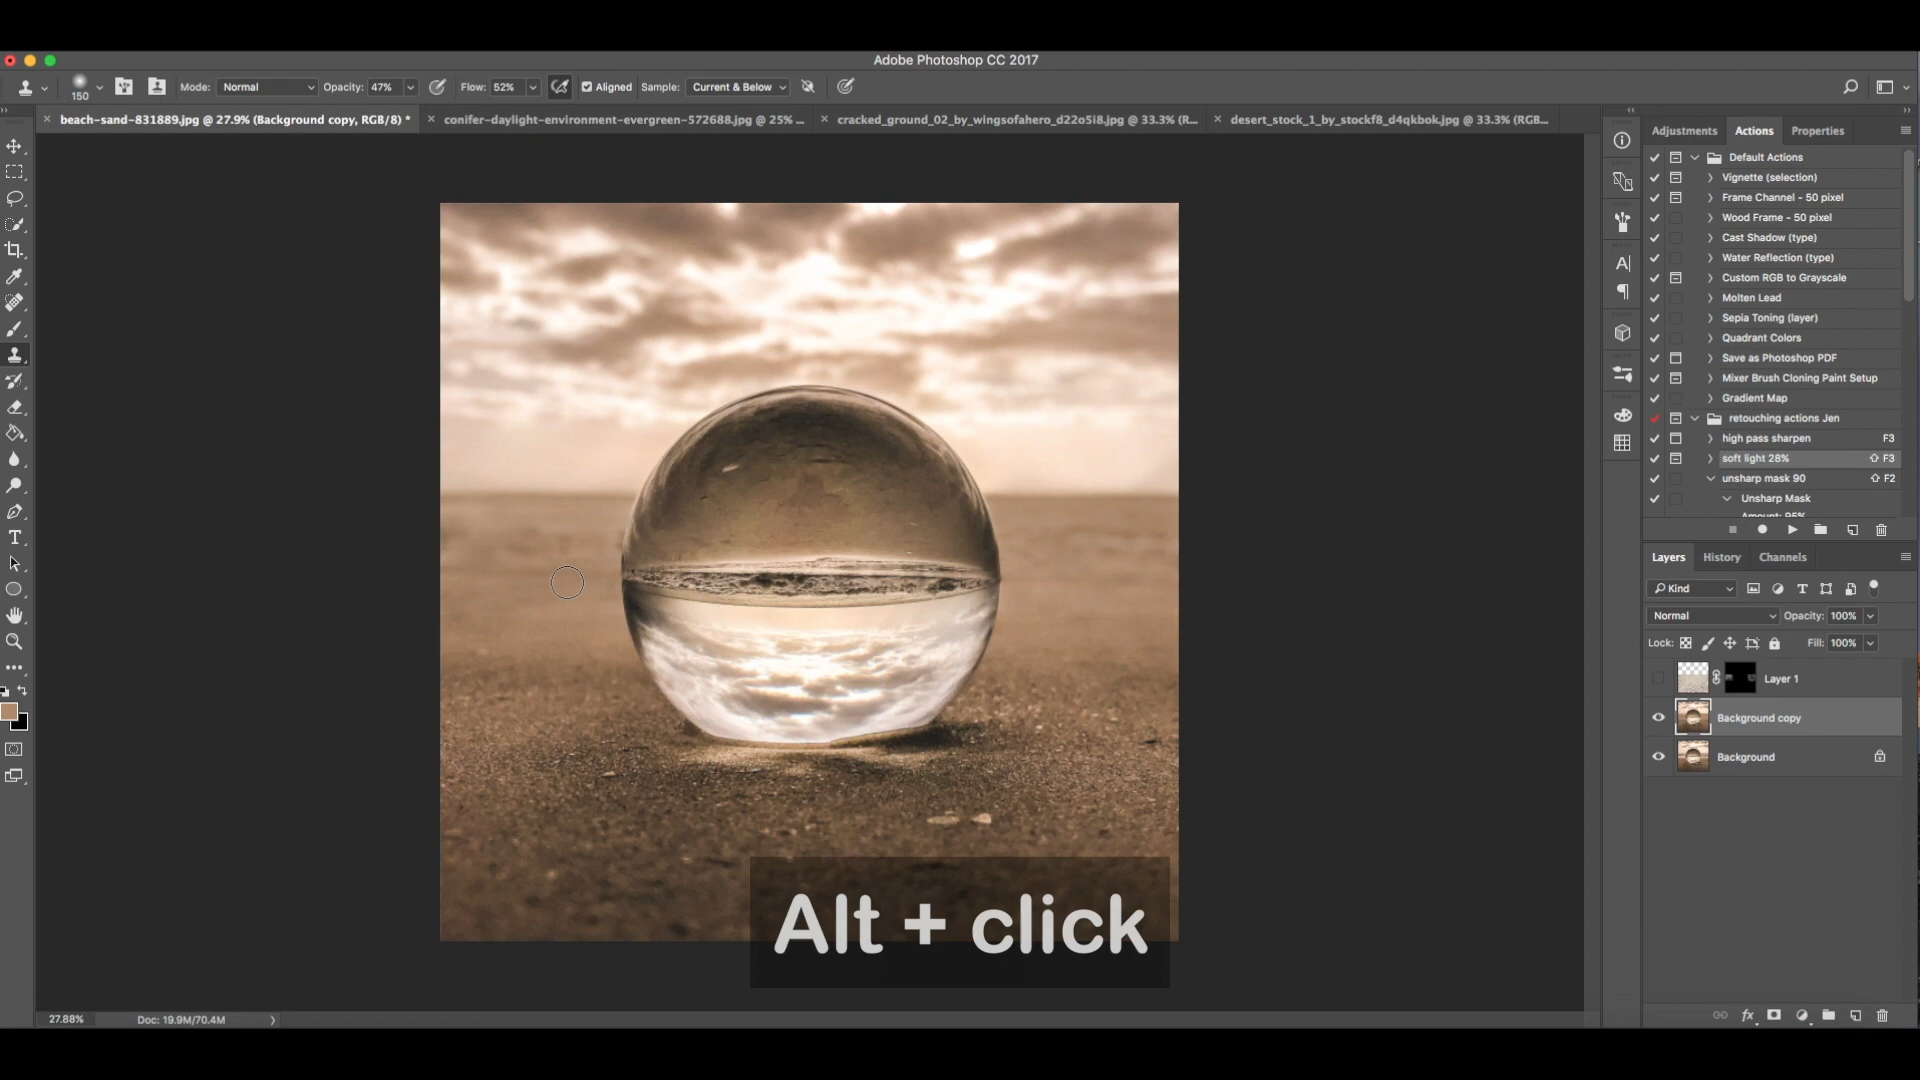 Adobe Photoshop CC 2017
150 Mode: Normal Opacity: 47% Flow: 52% Aligned Sample: Current & Below
beach-sand-831889.jpg @ 27.9% (Background copy, RGB/8) * conifer-daylight-environment-evergreen-572688.jpg @ 25% ... cracked_ground_02_by_wingsofahero_d22o5i8.jpg @ 33.3% (R... desert_stock_1_by_stockf8_d4qkbok.jpg @ 33.3% (RGB...
Adjustments Actions Properties
Default Actions
Vignette (selection)
Frame Channel - 50 pixel
Wood Frame - 50 pixel
Cast Shadow (type)
Water Reflection (type)
Custom RGB to Grayscale
Molten Lead
Sepia Toning (layer)
Quadrant Colors
Save as Photoshop PDF
Mixer Brush Cloning Paint Setup
Gradient Map
retouching actions Jen
high pass sharpen F3
soft light 28% ⇧ F3
unsharp mask 90 ⇧ F2
Unsharp Mask
Amount: 95%
Layers History Channels
Kind
Normal Opacity: 100%
Lock: Fill: 100%
Layer 1
Background copy
Background
Alt + click
27.88% Doc: 19.9M/70.4M